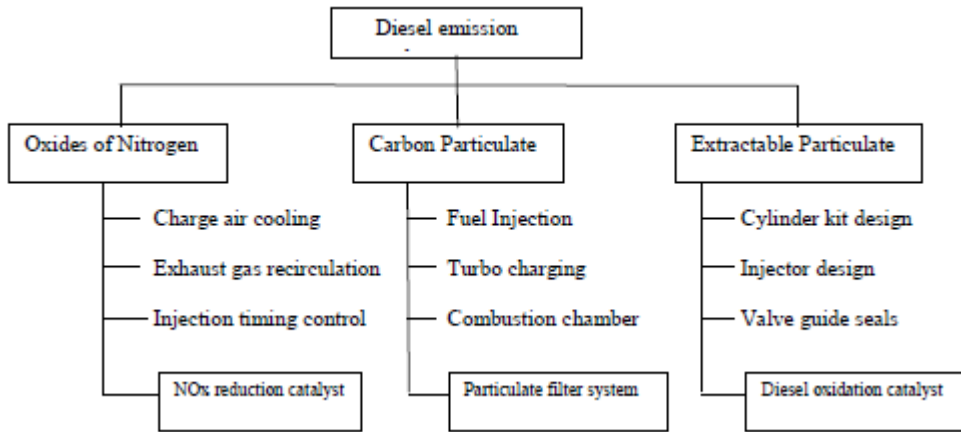 Diesel emission
Oxides of Nitrogen
Charge air cooling
Exhaust gas recirculation
Injection timing control
NOx reduction catalyst
Carbon Particulate
Fuel Injection
Turbo charging
Combustion chamber
Particulate filter system
Extractable Particulate
Cylinder kit design
Injector design
Valve guide seals
Diesel oxidation catalyst